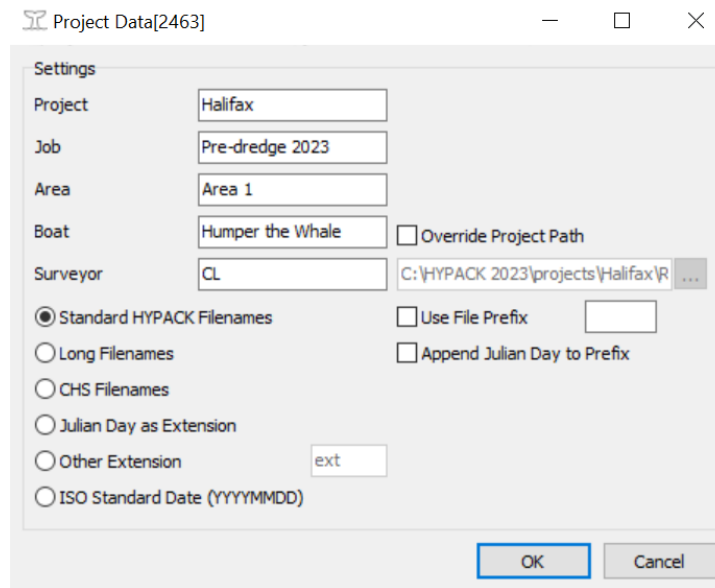 Project Data[2463]
Settings
Project Halifax
Job Pre-dredge 2023
Area Area 1
Boat Humper the Whale
Override Project Path
Surveyor CL C:\HYPACK 2023\projects\Halifax\R ...
Standard HYPACK Filenames Use File Prefix
Long Filenames Append Julian Day to Prefix
CHS Filenames
Julian Day as Extension
Other Extension ext
ISO Standard Date (YYYYMMDD)
OK Cancel